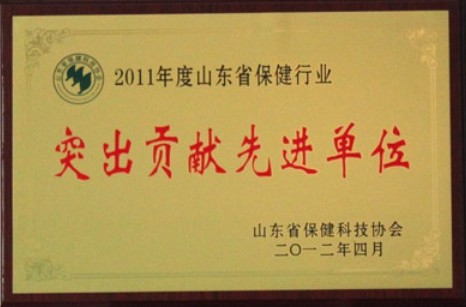 2011年度山东省保健行业
突出贡献先进单位
山东省保健科技协会
二〇一二年四月